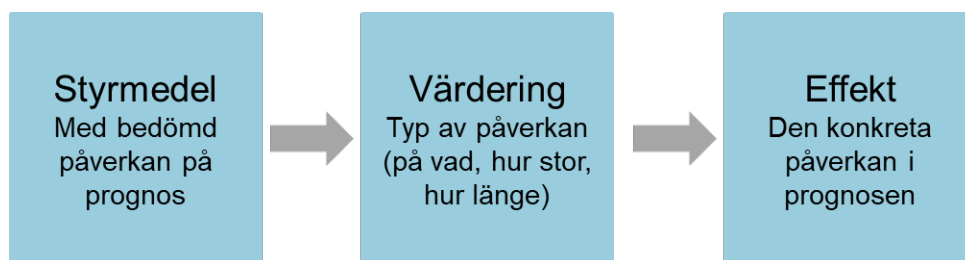 Styrmedel
Med bedömd
påverkan på
prognos
Värdering
Typ av påverkan
(på vad, hur stor,
hur länge)
Effekt
Den konkreta
påverkan i
prognosen